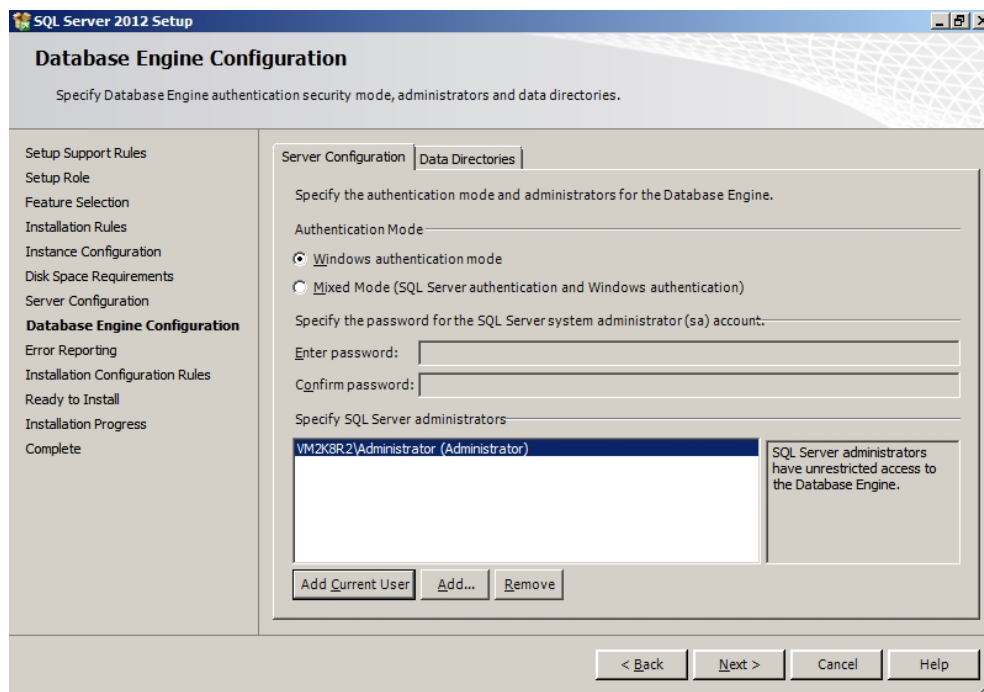 SQL Server 2012 Setup
Database Engine Configuration
Specify Database Engine authentication security mode, administrators and data directories.
Setup Support Rules
Setup Role
Feature Selection
Installation Rules
Instance Configuration
Disk Space Requirements
Server Configuration
Database Engine Configuration
Error Reporting
Installation Configuration Rules
Ready to Install
Installation Progress
Complete
Server Configuration
Data Directories
Specify the authentication mode and administrators for the Database Engine.
Authentication Mode
Windows authentication mode
Mixed Mode (SQL Server authentication and Windows authentication)
Specify the password for the SQL Server system administrator (sa) account.
Enter password:
Confirm password:
Specify SQL Server administrators
VM2K8R2\Administrator (Administrator)
SQL Server administrators
have unrestricted access to
the Database Engine.
Add Current User
Add...
Remove
< Back
Next >
Cancel
Help